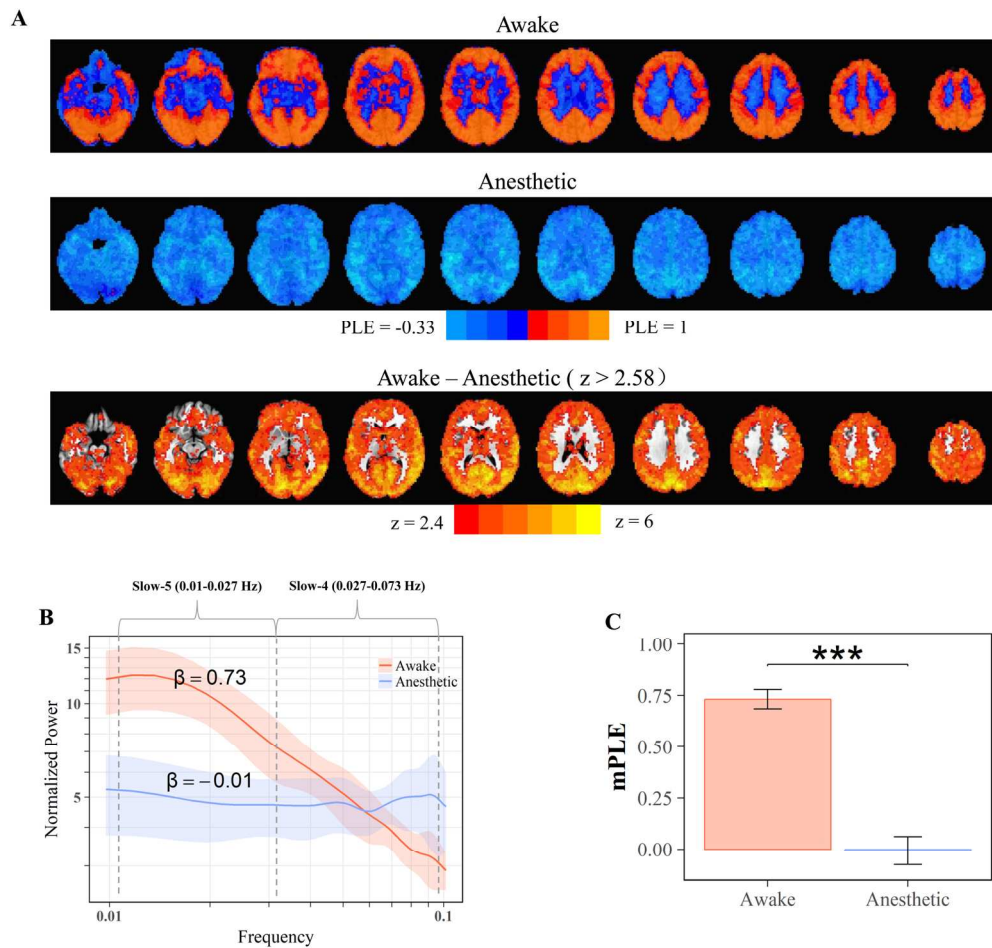 A
Awake
Anesthetic
PLE = -0.33
PLE = 1
Awake – Anesthetic ( z > 2.58）
z = 2.4
z = 6
Slow-5 (0.01-0.027 Hz)
Slow-4 (0.027-0.073 Hz)
B
15
10
5
Normalized Power
β = 0.73
β = −0.01
Awake
Anesthetic
0.01
0.1
Frequency
C
1.00
0.75
0.50
0.25
0.00
mPLE
***
Awake
Anesthetic